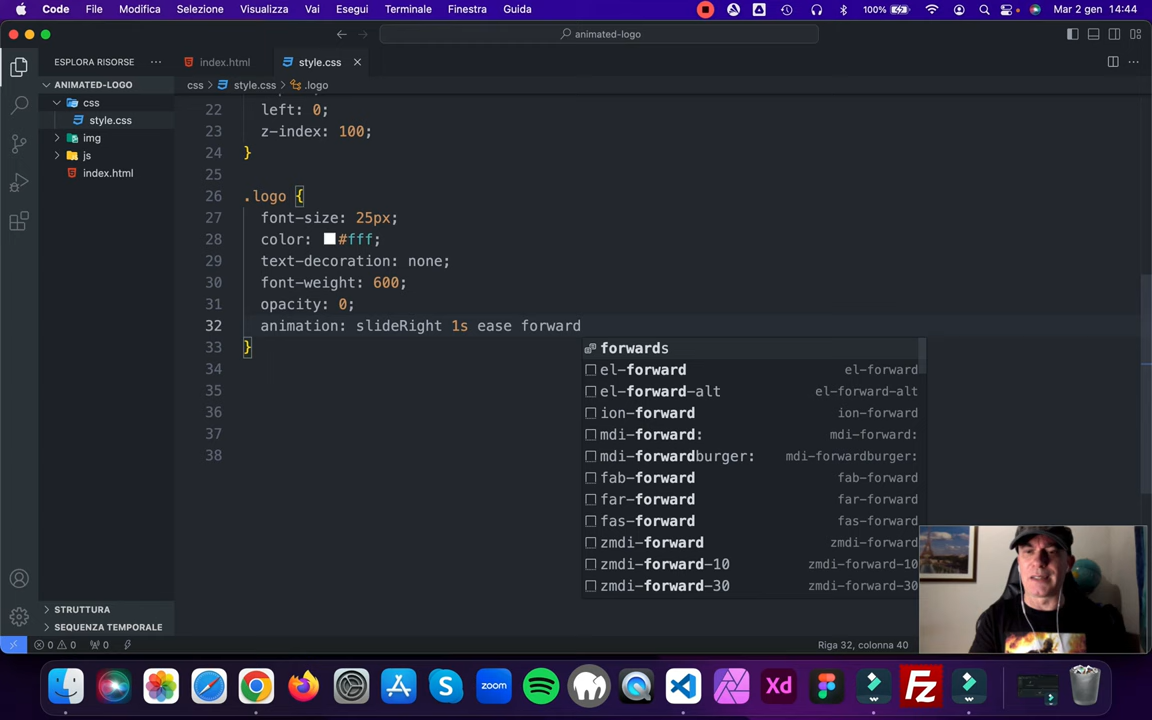 Code File Modifica Selezione Visualizza Vai Esegui Terminale Finestra Guida 100% Mar 2 gen 14:44
animated-logo
ESPLORA RISORSE
index.html
style.css
ANIMATED-LOGO
css
style.css
img
js
index.html
css > style.css > .logo
22 left: 0;
23 z-index: 100;
24 }
25
26 .logo {
27 font-size: 25px;
28 color: #fff;
29 text-decoration: none;
30 font-weight: 600;
31 opacity: 0;
32 animation: slideRight 1s ease forward
33 }
34
35
36
37
38
forwards
el-forward el-forward
el-forward-alt el-forward-alt
ion-forward ion-forward
mdi-forward: mdi-forward:
mdi-forwardburger: mdi-forwardburger:
fab-forward fab-forward
far-forward far-forward
fas-forward fas-forward
zmdi-forward zmdi-forward
zmdi-forward-10 zmdi-forward-10
zmdi-forward-30 zmdi-forward-30
STRUTTURA
SEQUENZA TEMPORALE
0 0 0
Riga 32, colonna 40
zoom
Xd
Fz